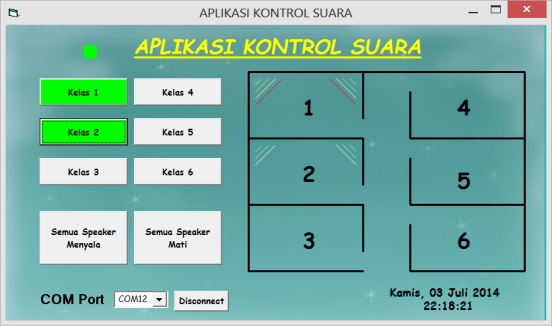 APLIKASI KONTROL SUARA
APLIKASI KONTROL SUARA
Kelas 1
Kelas 4
Kelas 2
Kelas 5
Kelas 3
Kelas 6
Semua Speaker
Menyala
Semua Speaker
Mati
COM Port
COM12
Disconnect
1
4
2
5
3
6
Kamis, 03 Juli 2014
22:18:21